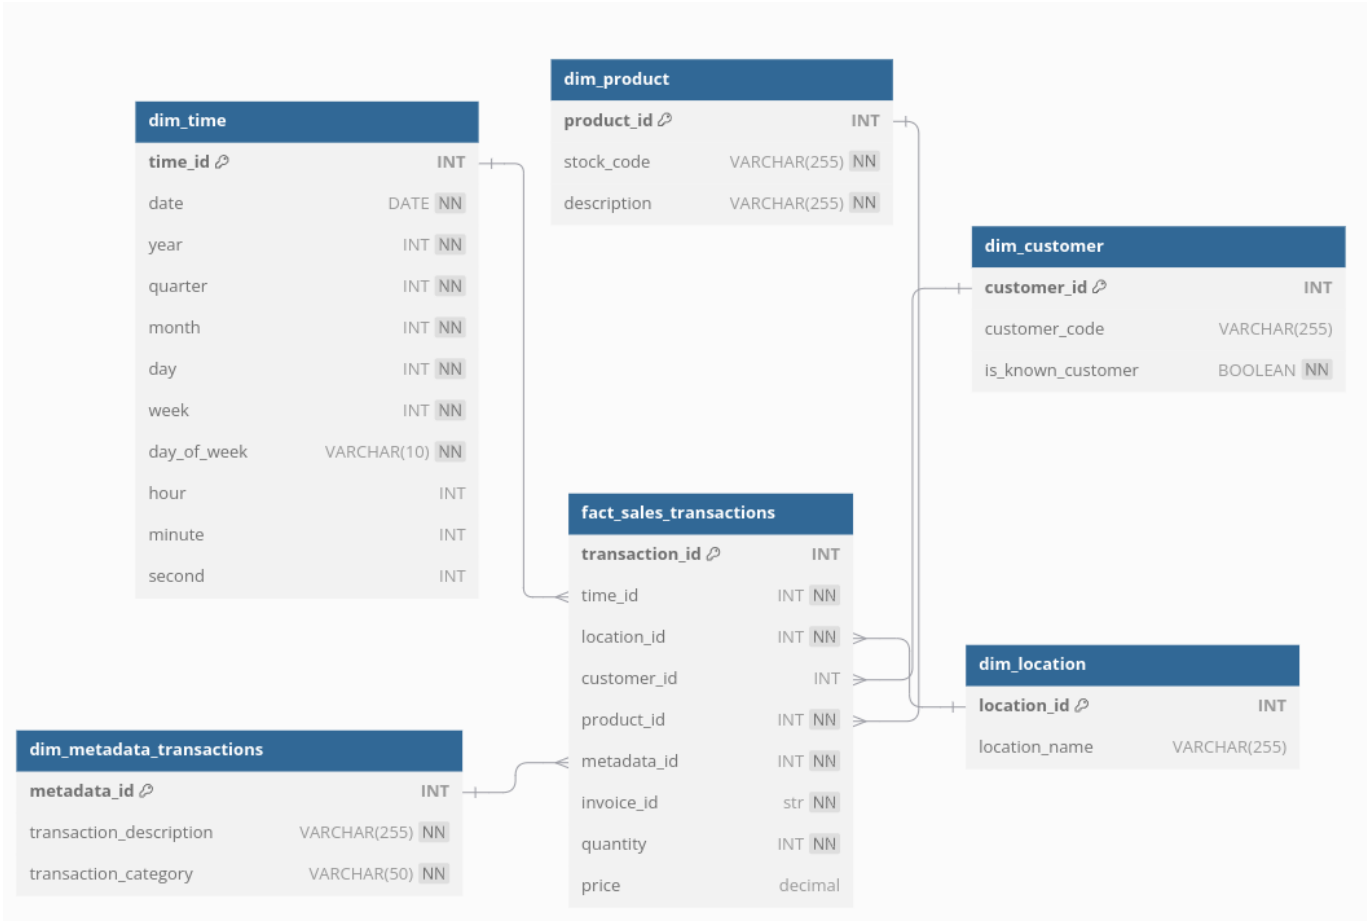 dim_time
time_id INT
date DATE NN
year INT NN
quarter INT NN
month INT NN
day INT NN
week INT NN
day_of_week VARCHAR(10) NN
hour INT
minute INT
second INT
dim_product
product_id INT
stock_code VARCHAR(255) NN
description VARCHAR(255) NN
dim_customer
customer_id INT
customer_code VARCHAR(255)
is_known_customer BOOLEAN NN
fact_sales_transactions
transaction_id INT
time_id INT NN
location_id INT NN
customer_id INT
product_id INT NN
metadata_id INT NN
invoice_id str NN
quantity INT NN
price decimal
dim_location
location_id INT
location_name VARCHAR(255)
dim_metadata_transactions
metadata_id INT
transaction_description VARCHAR(255) NN
transaction_category VARCHAR(50) NN